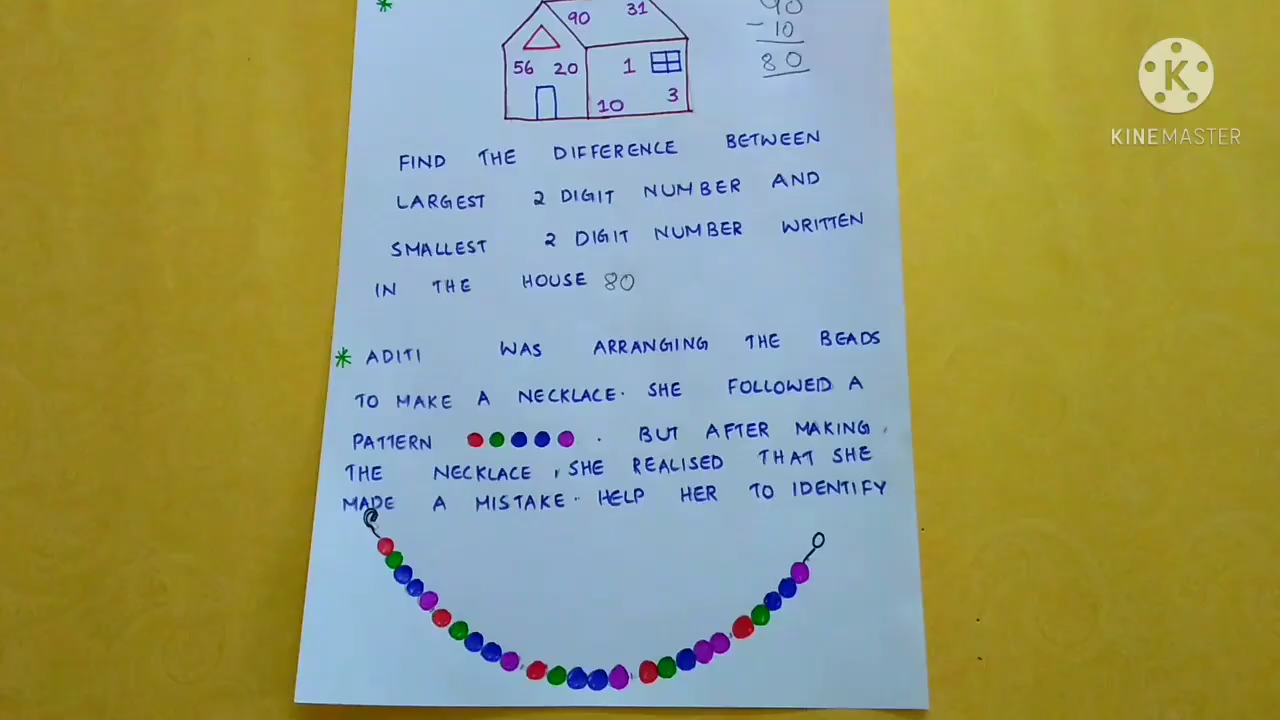 90 31
90
- 10
80
56 20 1
10 3
KINEMASTER
FIND THE DIFFERENCE BETWEEN
LARGEST 2 DIGIT NUMBER AND
SMALLEST 2 DIGIT NUMBER WRITTEN
IN THE HOUSE 80
* ADITI WAS ARRANGING THE BEADS
TO MAKE A NECKLACE. SHE FOLLOWED A
PATTERN . BUT AFTER MAKING
THE NECKLACE, SHE REALISED THAT SHE
MADE A MISTAKE. HELP HER TO IDENTIFY